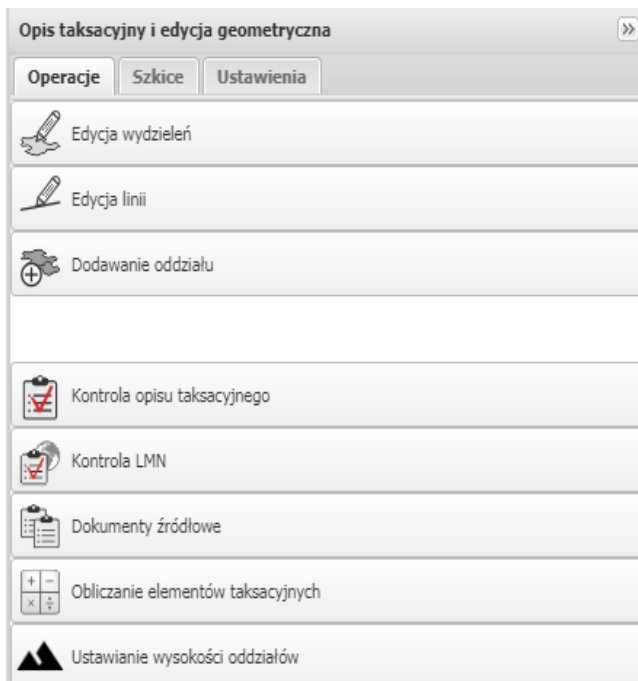 Opis taksacyjny i edycja geometryczna
Operacje Szkice Ustawienia
Edycja wydzieleń
Edycja linii
Dodawanie oddziału
Kontrola opisu taksacyjnego
Kontrola LMN
Dokumenty źródłowe
Obliczanie elementów taksacyjnych
Ustawianie wysokości oddziałów